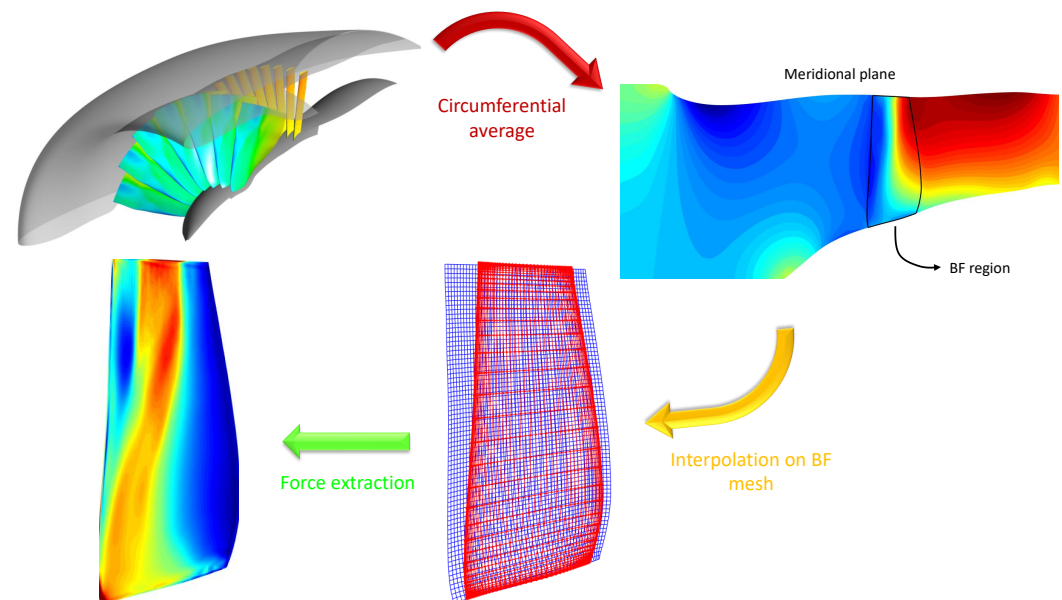 Circumferential
average
Meridional plane
BF region
Interpolation on BF
mesh
Force extraction